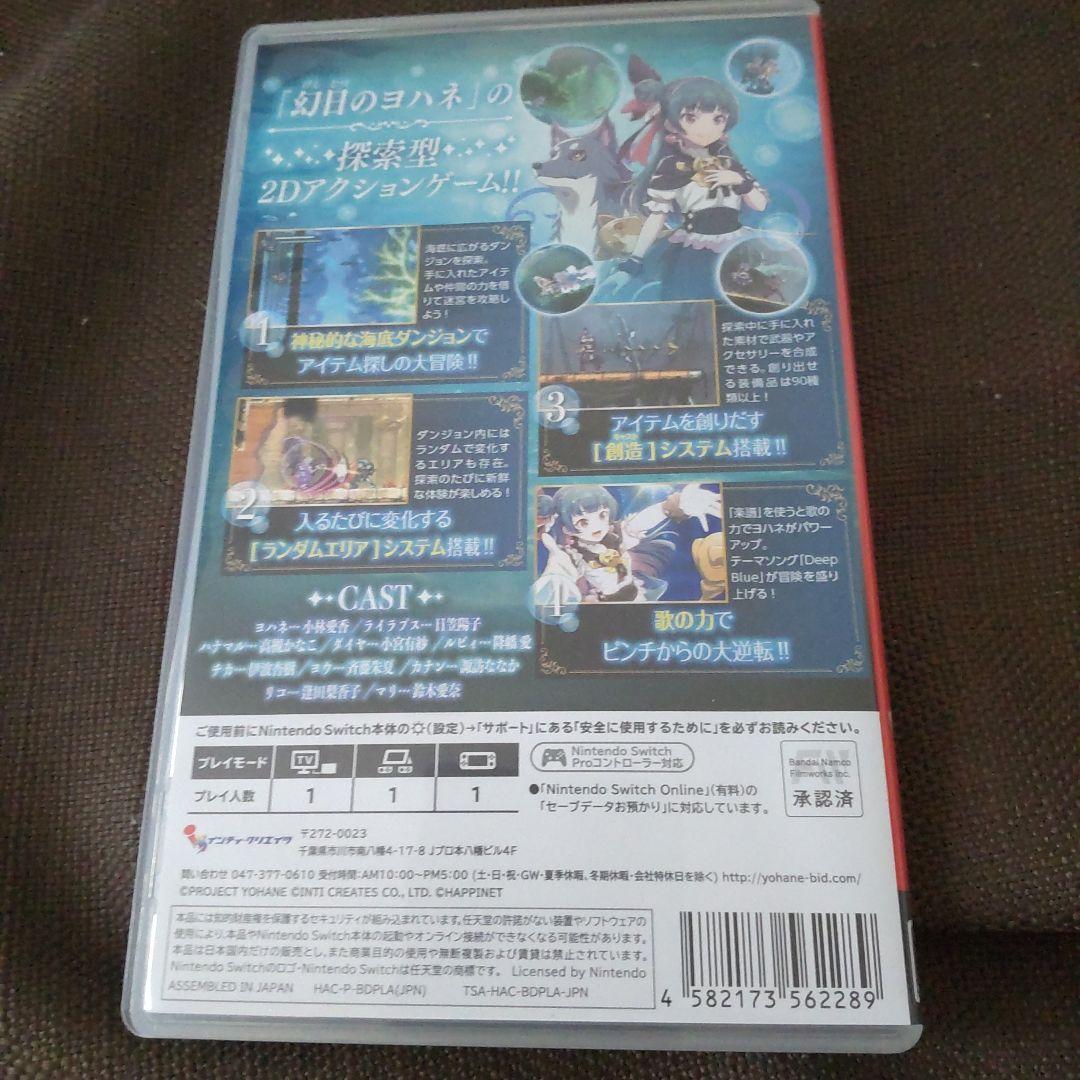 「幻日のヨハネ」の
探索型
2Dアクションゲーム!!
海底に広がるダン
ジョンを探索。
手に入れたアイテ
ムや仲間の力を借
りて迷宮を攻略し
よう!
1
神秘的な海底ダンジョンで
アイテム探しの大冒険!!
ダンジョン内には
ランダムで変化す
るエリアも存在。
探索のたびに新鮮
な体験が楽しめる!
2
入るたびに変化する
[ランダムエリア]システム搭載!!
探索中に手に入れ
た素材で武器やア
クセサリーを合成
できる。創り出せ
る装備品は90種
類以上!
3
アイテムを創りだす
[創造]システム搭載!!
「楽譜」を使うと歌の
力でヨハネがパワー
アップ。
テーマソング「Deep
Blue」が冒険を盛り
上げる!
4
歌の力で
ピンチからの大逆転!!
CAST
ヨハネ…小林愛香/ライラプス…日笠陽子
ハナマル…高槻かなこ/ダイヤ…小宮有紗/ルビィ…降幡 愛
チカ…伊波杏樹/ヨウ…斉藤朱夏/カナン…諏訪ななか
リコ…逢田梨香子/マリ…鈴木愛奈
ご使用前にNintendo Switch本体の(設定)→「サポート」にある「安全に使用するために」を必ずお読みください。
プレイモード TV
プレイ人数 1 1 1
Nintendo Switch
Proコントローラー対応
●「Nintendo Switch Online」(有料)の
「セーブデータお預かり」に対応しています。
Bandai Namco
Filmworks Inc.
承認済
インティ・クリエイツ
〒272-0023
千葉県市川市南八幡4-17-8 Jプロ本八幡ビル4F
問い合わせ 047-377-0610 受付時間:AM10:00~PM5:00 (土・日・祝・GW・夏季休暇、冬期休暇・会社特休日を除く) http://yohane-bid.com/
©PROJECT YOHANE ©INTI CREATES CO., LTD. ©HAPPINET
本品には知的財産権を保護するセキュリティが組み込まれています。任天堂の許諾がない装置やソフトウェアの
使用により、本品やNintendo Switch本体の起動やオンライン接続ができなくなる可能性があります。
本品は日本国内だけの販売とし、また商業目的の使用や無断複製および賃貸は禁止されています。
Nintendo Switchのロゴ・Nintendo Switchは任天堂の商標です。 Licensed by Nintendo
ASSEMBLED IN JAPAN HAC-P-BDPLA(JPN) TSA-HAC-BDPLA-JPN
4 582173 562289